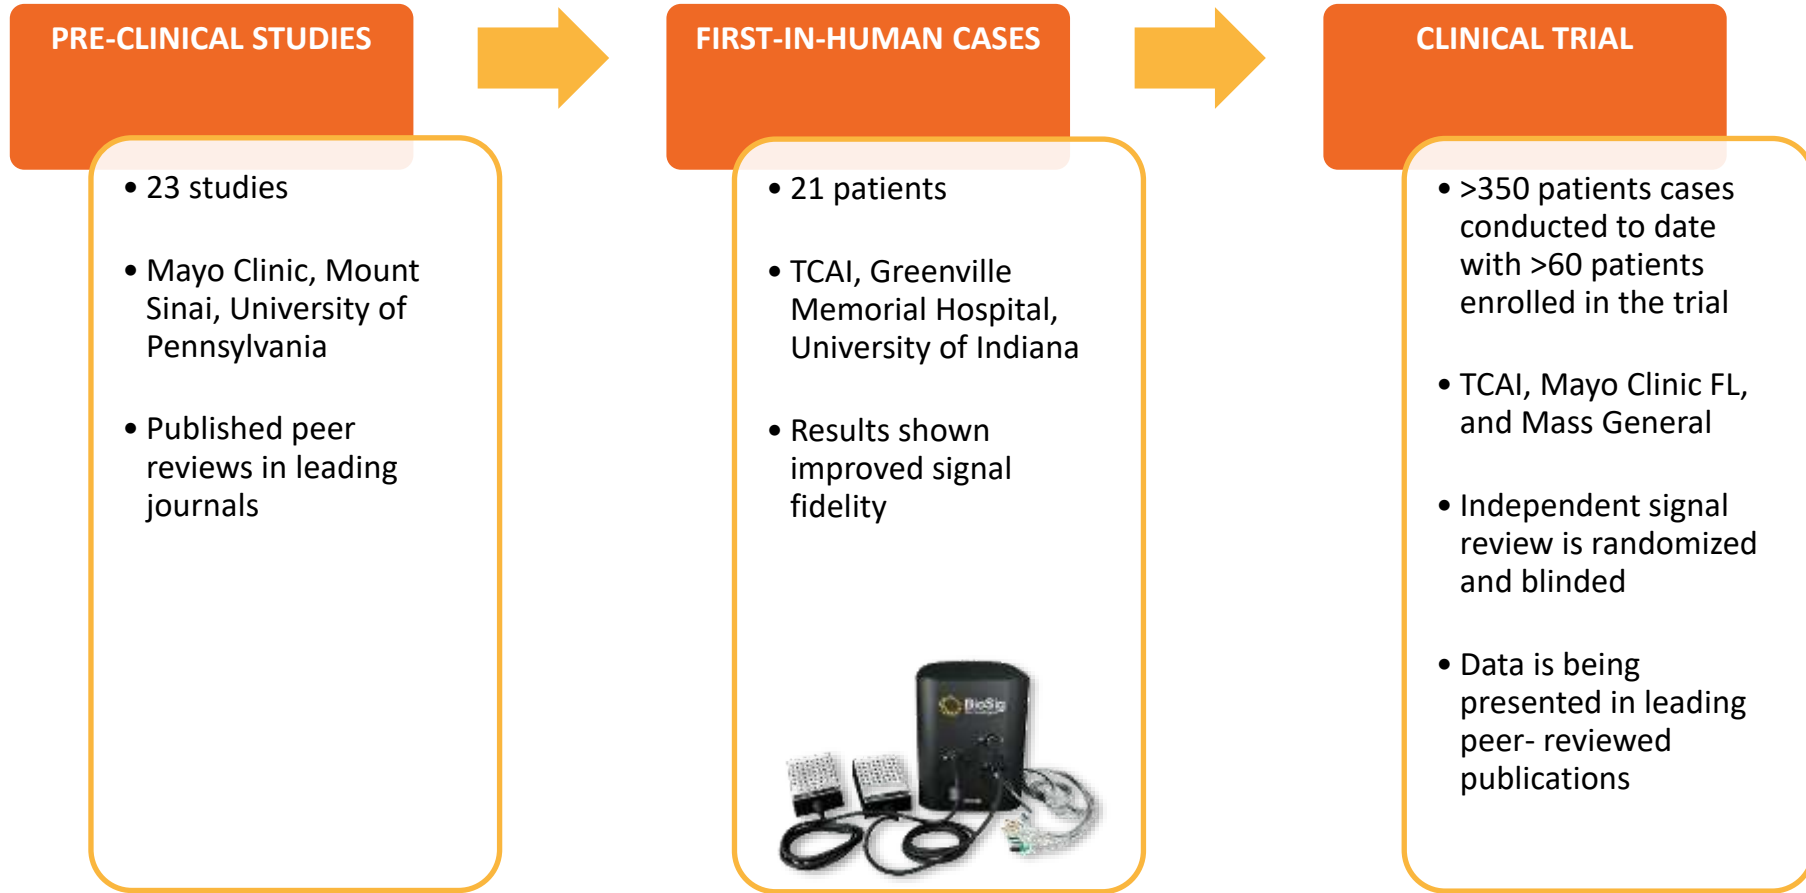 PRE-CLINICAL STUDIES
• 23 studies
• Mayo Clinic, Mount
Sinai, University of
Pennsylvania
• Published peer
reviews in leading
journals
FIRST-IN-HUMAN CASES
• 21 patients
• TCAI, Greenville
Memorial Hospital,
University of Indiana
• Results shown
improved signal
fidelity
BioSig
CLINICAL TRIAL
• >350 patients cases
conducted to date
with >60 patients
enrolled in the trial
• TCAI, Mayo Clinic FL,
and Mass General
• Independent signal
review is randomized
and blinded
• Data is being
presented in leading
peer- reviewed
publications